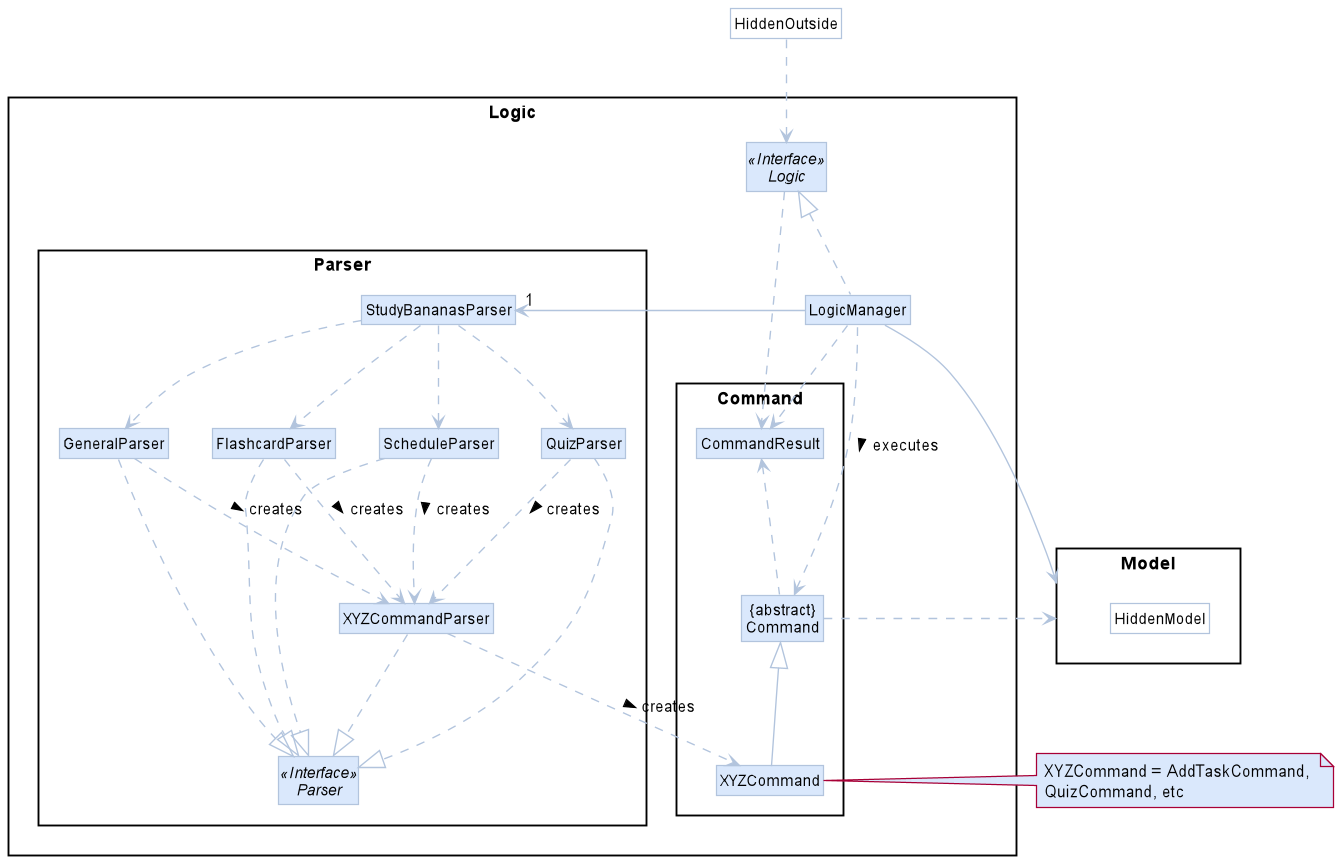 HiddenOutside
Logic
«Interface»
Logic
Parser
StudyBananasParser
1
LogicManager
Command
GeneralParser
FlashcardParser
ScheduleParser
QuizParser
CommandResult
executes
creates
creates
creates
creates
Model
{abstract}
Command
HiddenModel
XYZCommandParser
creates
«Interface»
Parser
XYZCommand
XYZCommand = AddTaskCommand,
QuizCommand, etc